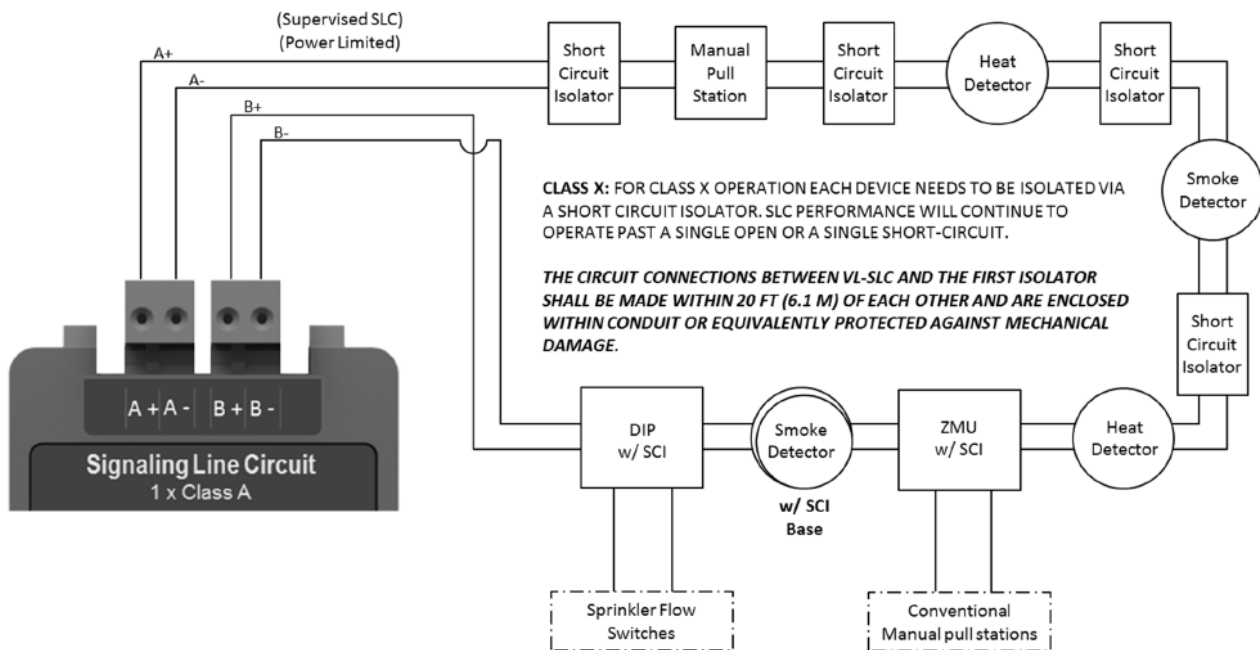 (Supervised SLC)
(Power Limited)
A+
A-
B+
B-
Short
Circuit
Isolator
Manual
Pull
Station
Short
Circuit
Isolator
Heat
Detector
Short
Circuit
Isolator
Smoke
Detector
CLASS X: FOR CLASS X OPERATION EACH DEVICE NEEDS TO BE ISOLATED VIA
A SHORT CIRCUIT ISOLATOR. SLC PERFORMANCE WILL CONTINUE TO
OPERATE PAST A SINGLE OPEN OR A SINGLE SHORT-CIRCUIT.
THE CIRCUIT CONNECTIONS BETWEEN VL-SLC AND THE FIRST ISOLATOR
SHALL BE MADE WITHIN 20 FT (6.1 M) OF EACH OTHER AND ARE ENCLOSED
WITHIN CONDUIT OR EQUIVALENTLY PROTECTED AGAINST MECHANICAL
DAMAGE.
Short
Circuit
Isolator
A+ A- B+ B-
Signaling Line Circuit
1 x Class A
DIP
w/ SCI
Smoke
Detector
w/ SCI
Base
ZMU
w/ SCI
Heat
Detector
Sprinkler Flow
Switches
Conventional
Manual pull stations